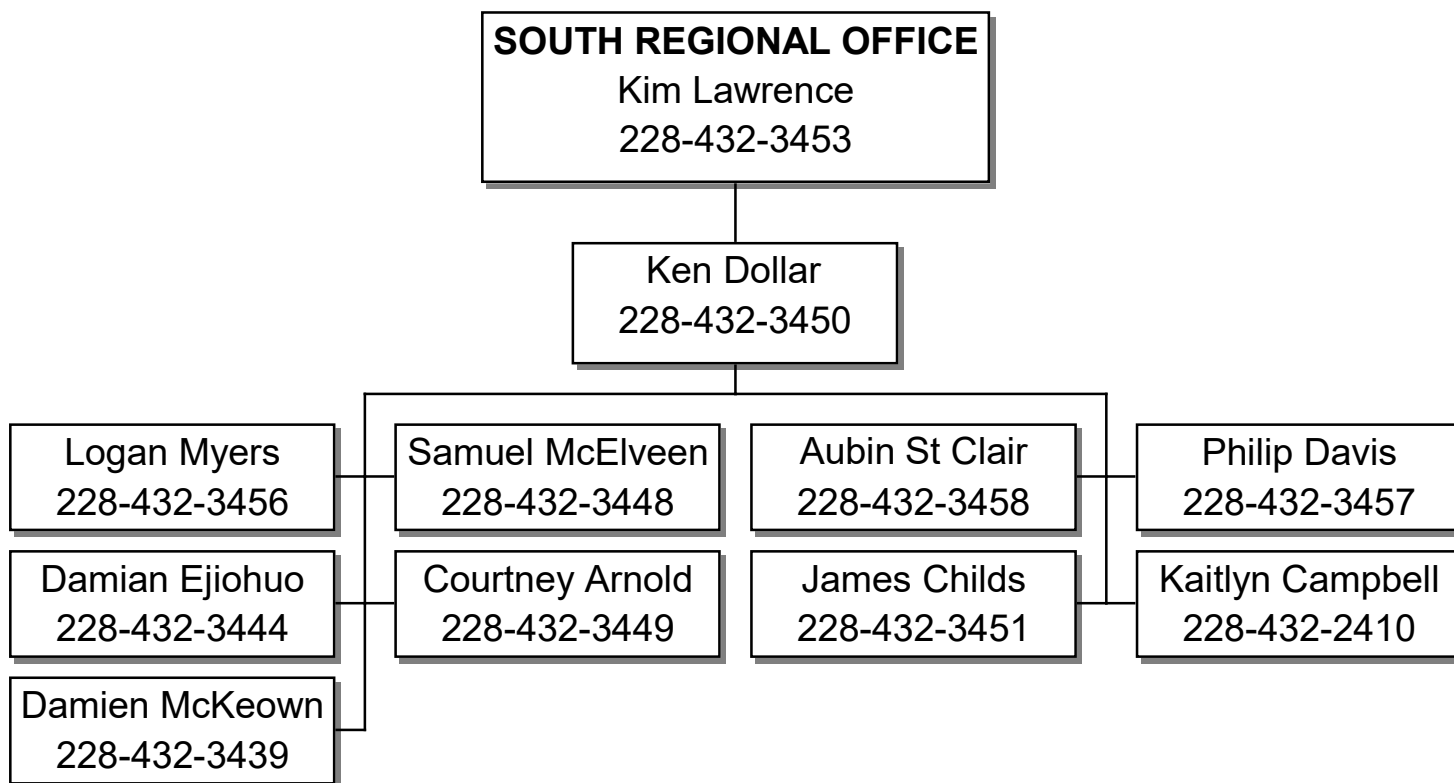 SOUTH REGIONAL OFFICE
Kim Lawrence
228-432-3453
Ken Dollar
228-432-3450
Logan Myers
228-432-3456
Samuel McElveen
228-432-3448
Aubin St Clair
228-432-3458
Philip Davis
228-432-3457
Damian Ejiohuo
228-432-3444
Courtney Arnold
228-432-3449
James Childs
228-432-3451
Kaitlyn Campbell
228-432-2410
Damien McKeown
228-432-3439